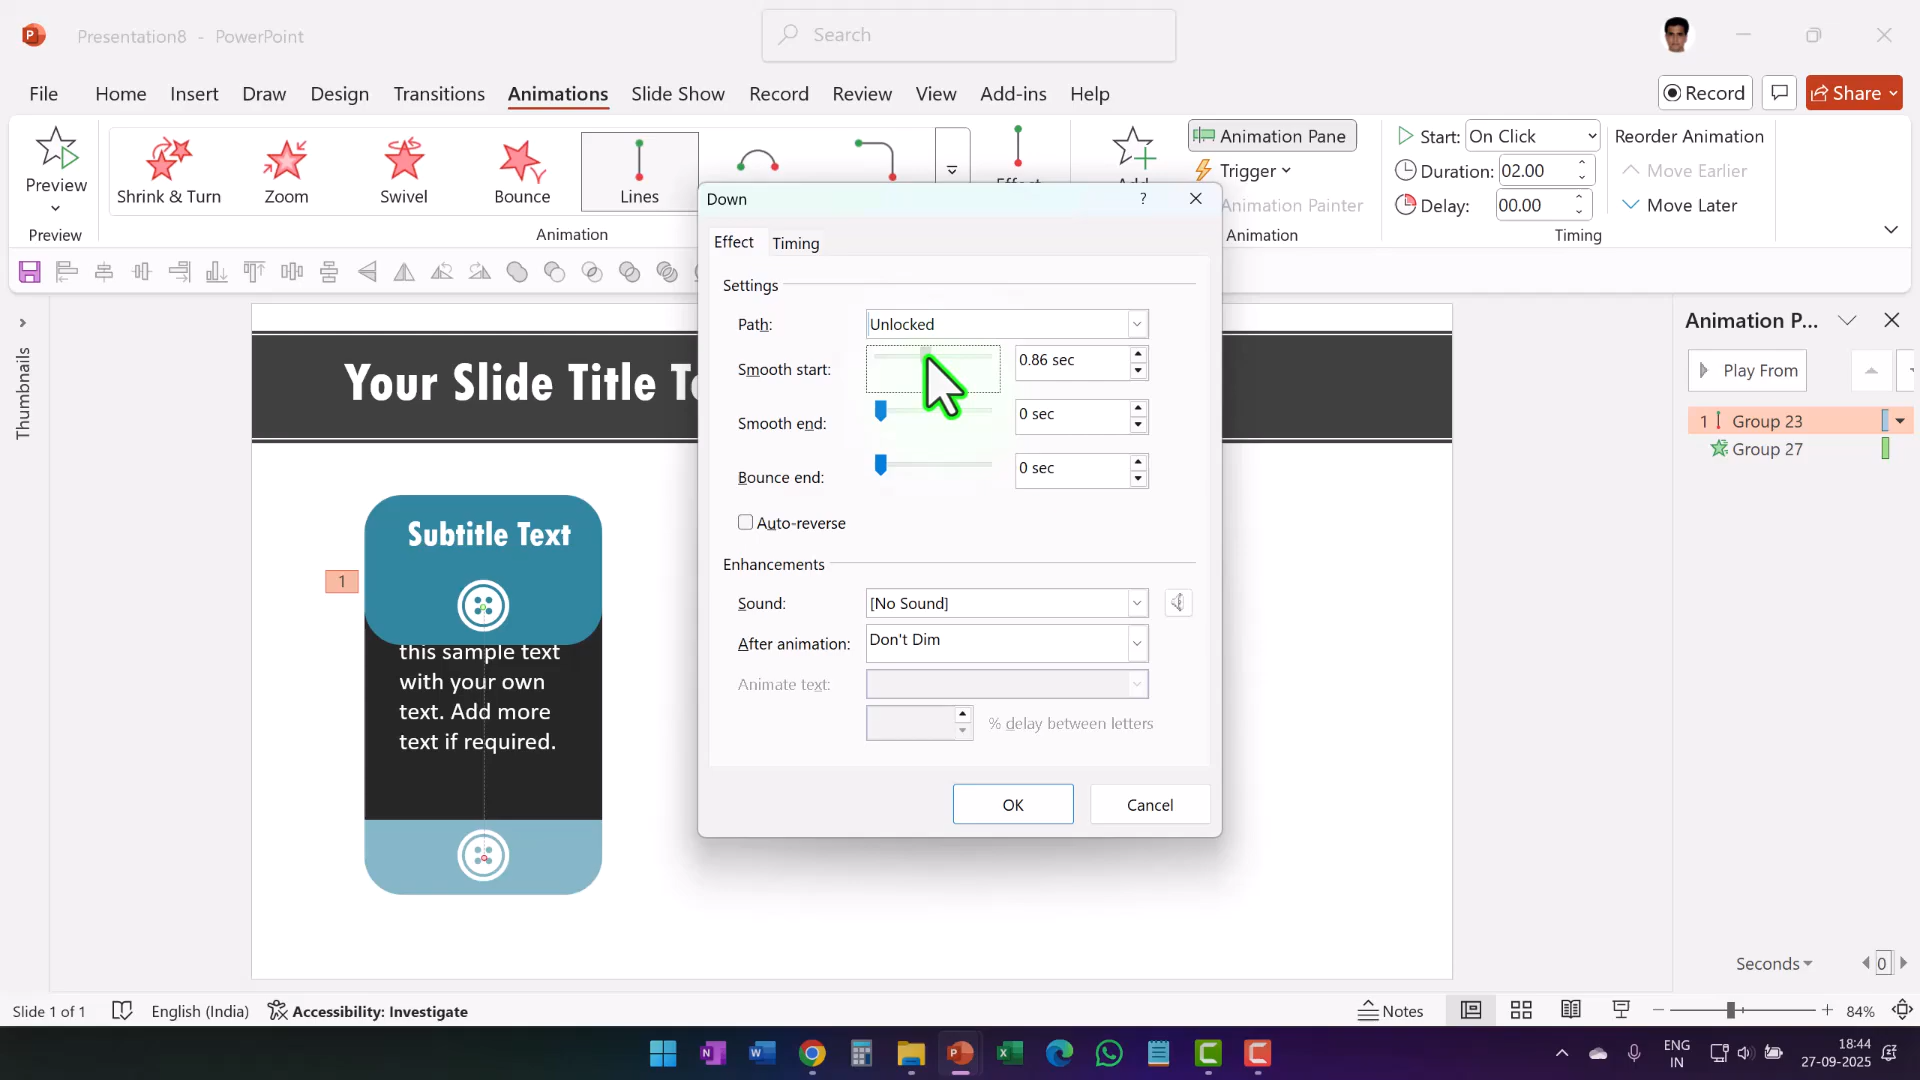 Presentation8 - PowerPoint
Search
File Home Insert Draw Design Transitions Animations Slide Show Record Review View Add-ins Help
Record
Share
Preview
Preview
Shrink & Turn
Zoom
Swivel
Bounce
Lines
Animation
Animation Pane
Trigger
Animation Painter
Animation
Start: On Click
Duration: 02.00
Delay: 00.00
Timing
Reorder Animation
Move Earlier
Move Later
Thumbnails
Your Slide Title T
Subtitle Text
1
this sample text
with your own
text. Add more
text if required.
Down
?
Effect Timing
Settings
Path: Unlocked
Smooth start: 0.86 sec
Smooth end: 0 sec
Bounce end: 0 sec
Auto-reverse
Enhancements
Sound: [No Sound]
After animation: Don't Dim
Animate text:
% delay between letters
OK Cancel
Animation P...
Play From
1 Group 23
Group 27
Seconds 0
Slide 1 of 1 English (India) Accessibility: Investigate
Notes
84%
ENG
IN
18:44
27-09-2025